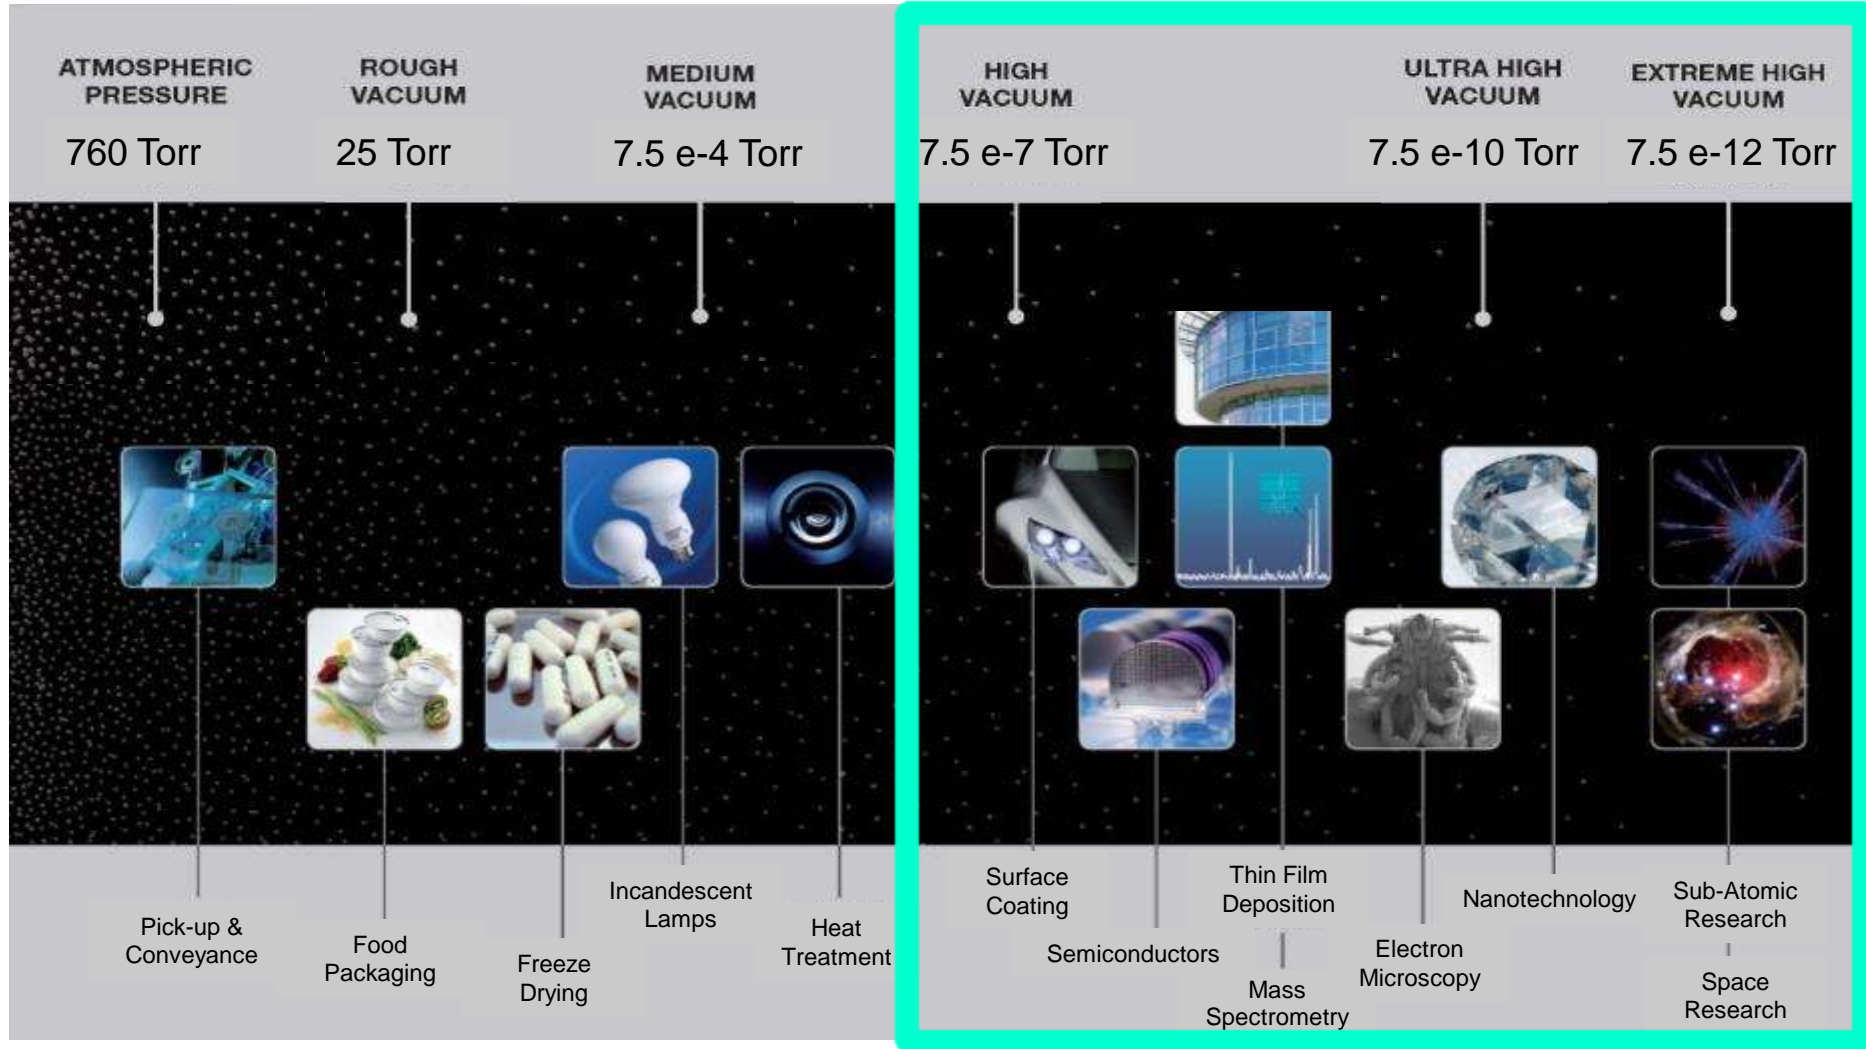 ATMOSPHERIC
PRESSURE
760 Torr
ROUGH
VACUUM
25 Torr
MEDIUM
VACUUM
7.5 e-4 Torr
HIGH
VACUUM
7.5 e-7 Torr
ULTRA HIGH
VACUUM
7.5 e-10 Torr
EXTREME HIGH
VACUUM
7.5 e-12 Torr
Pick-up &
Conveyance
Food
Packaging
Freeze
Drying
Incandescent
Lamps
Heat
Treatment
Surface
Coating
Semiconductors
Thin Film
Deposition
Mass
Spectrometry
Electron
Microscopy
Nanotechnology
Sub-Atomic
Research
Space
Research